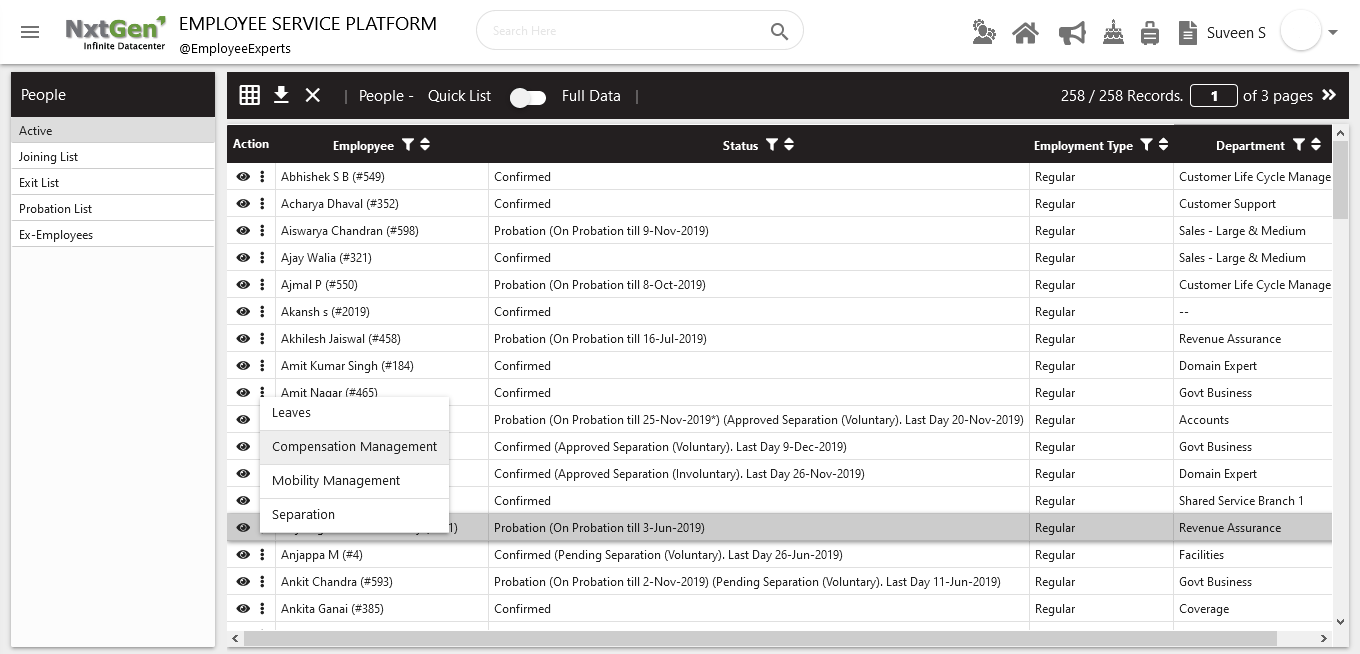 NxtGen
Infinite Datacenter
EMPLOYEE SERVICE PLATFORM
@EmployeeExperts
Search Here
Suveen S
People
Active
Joining List
Exit List
Probation List
Ex-Employees
| People - Quick List Full Data |
258 / 258 Records. 1 of 3 pages
Action Emplopyee Status Employment Type Department
Abhishek S B (#549) Confirmed Regular Customer Life Cycle Manage
Acharya Dhaval (#352) Confirmed Regular Customer Support
Aiswarya Chandran (#598) Probation (On Probation till 9-Nov-2019) Regular Sales - Large & Medium
Ajay Walia (#321) Confirmed Regular Sales - Large & Medium
Ajmal P (#550) Probation (On Probation till 8-Oct-2019) Regular Customer Life Cycle Manage
Akansh s (#2019) Confirmed Regular --
Akhilesh Jaiswal (#458) Probation (On Probation till 16-Jul-2019) Regular Revenue Assurance
Amit Kumar Singh (#184) Confirmed Regular Domain Expert
Amit Nagar (#465) Confirmed Regular Govt Business
Probation (On Probation till 25-Nov-2019*) (Approved Separation (Voluntary). Last Day 20-Nov-2019) Regular Accounts
Confirmed (Approved Separation (Voluntary). Last Day 9-Dec-2019) Regular Govt Business
Confirmed (Approved Separation (Involuntary). Last Day 26-Nov-2019) Regular Domain Expert
Confirmed Regular Shared Service Branch 1
1) Probation (On Probation till 3-Jun-2019) Regular Revenue Assurance
Leaves
Compensation Management
Mobility Management
Separation
Anjappa M (#4) Confirmed (Pending Separation (Voluntary). Last Day 26-Jun-2019) Regular Facilities
Ankit Chandra (#593) Probation (On Probation till 2-Nov-2019) (Pending Separation (Voluntary). Last Day 11-Jun-2019) Regular Govt Business
Ankita Ganai (#385) Confirmed Regular Coverage